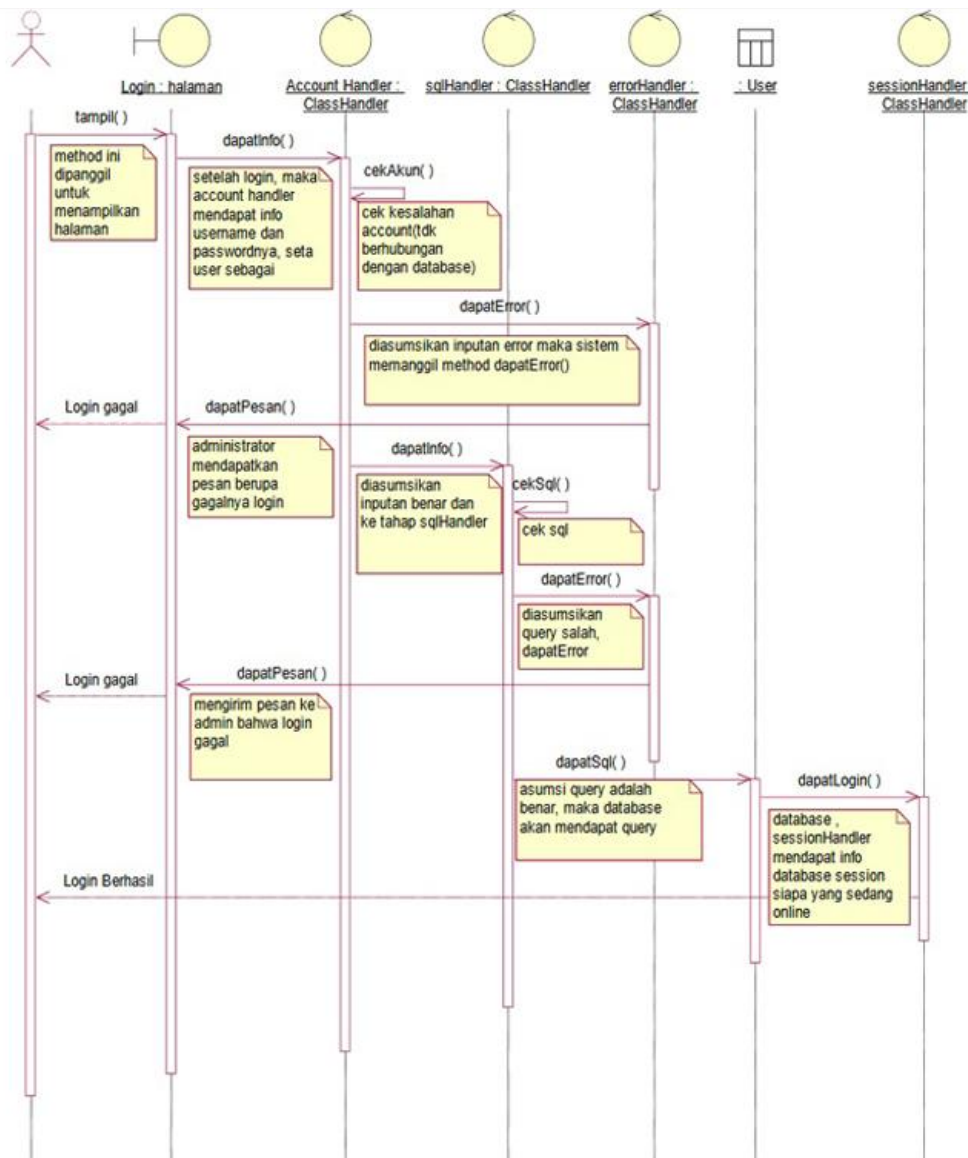 Login : halaman
Account Handler :
ClassHandler
sqlHandler : ClassHandler
errorHandler :
ClassHandler
: User
sessionHandler
ClassHandler
tampil( )
method ini
dipanggil
untuk
menampilkan
halaman
dapatInfo( )
setelah login, maka
account handler
mendapat info
username dan
passwordnya, seta
user sebagai
cekAkun( )
cek kesalahan
account(tdk
berhubungan
dengan database)
dapatError( )
diasumsikan inputan error maka sistem
memanggil method dapatError()
Login gagal
dapatPesan( )
administrator
mendapatkan
pesan berupa
gagalnya login
dapatInfo( )
diasumsikan
inputan benar dan
ke tahap sqlHandler
cekSql( )
cek sql
dapatError( )
diasumsikan
query salah,
dapatError
Login gagal
dapatPesan( )
mengirim pesan ke
admin bahwa login
gagal
dapatSql( )
asumsi query adalah
benar, maka database
akan mendapat query
dapatLogin( )
database ,
sessionHandler
mendapat info
database session
siapa yang sedang
online
Login Berhasil